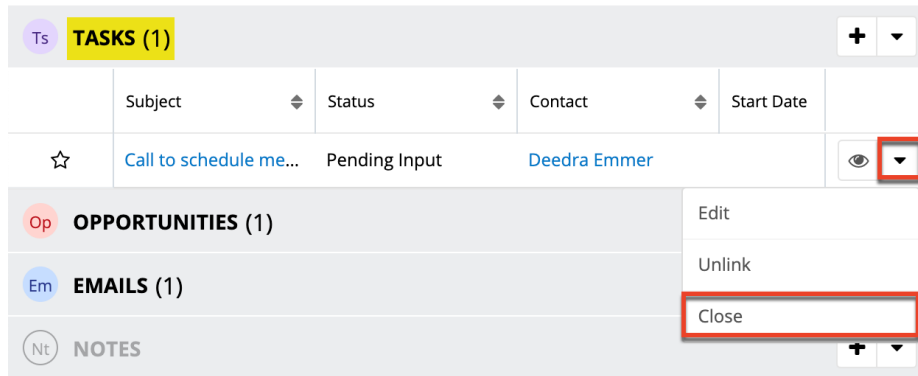 Ts TASKS (1)
Subject Status Contact Start Date
Call to schedule me... Pending Input Deedra Emmer
Op OPPORTUNITIES (1)
Edit
Unlink
Em EMAILS (1)
Close
Nt NOTES